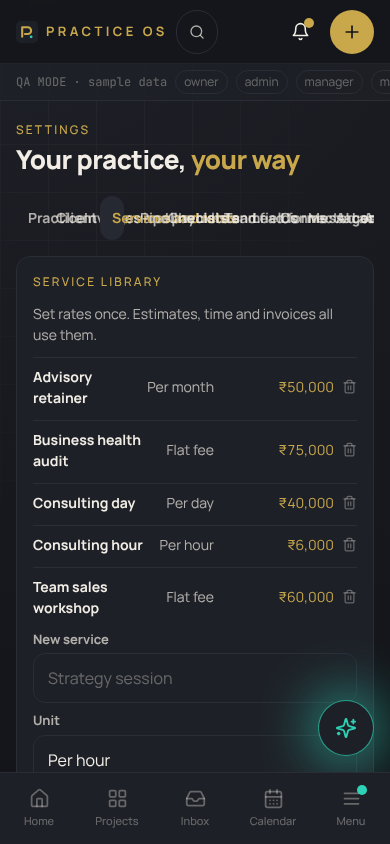 PRACTICE OS
QA MODE · sample data owner admin manager
SETTINGS
Your practice, your way
SERVICE LIBRARY
Set rates once. Estimates, time and invoices all
use them.
Advisory
retainer
Per month
₹50,000
Business health
audit
Flat fee
₹75,000
Consulting day Per day ₹40,000
Consulting hour Per hour ₹6,000
Team sales
workshop
Flat fee
₹60,000
New service
Strategy session
Unit
Per hour
Home Projects Inbox Calendar Menu